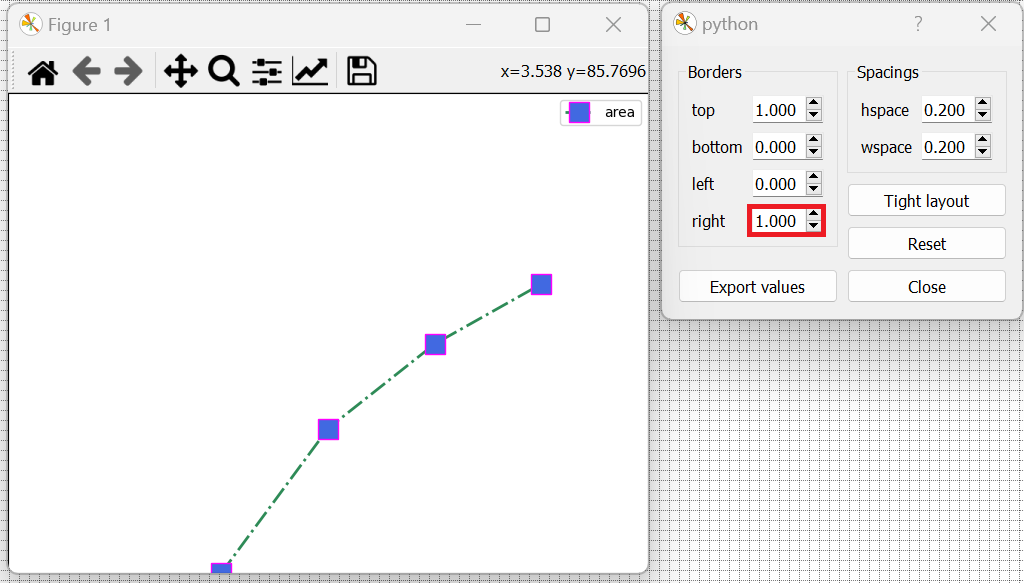 Figure 1
x=3.538 y=85.7696
area
python
?
Borders
top 1.000
bottom 0.000
left 0.000
right 1.000
Export values
Spacings
hspace 0.200
wspace 0.200
Tight layout
Reset
Close